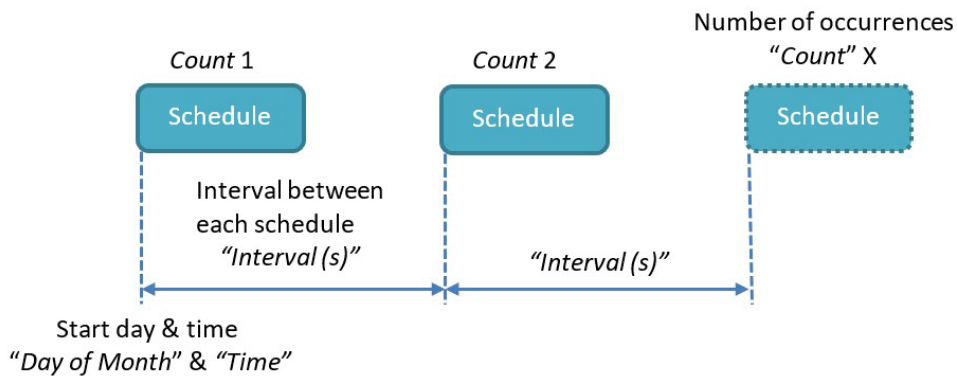 Number of occurrences
“Count” X
Count 1
Count 2
Schedule
Schedule
Schedule
Interval between
each schedule
“Interval (s)”
“Interval (s)”
Start day & time
“Day of Month” & “Time”